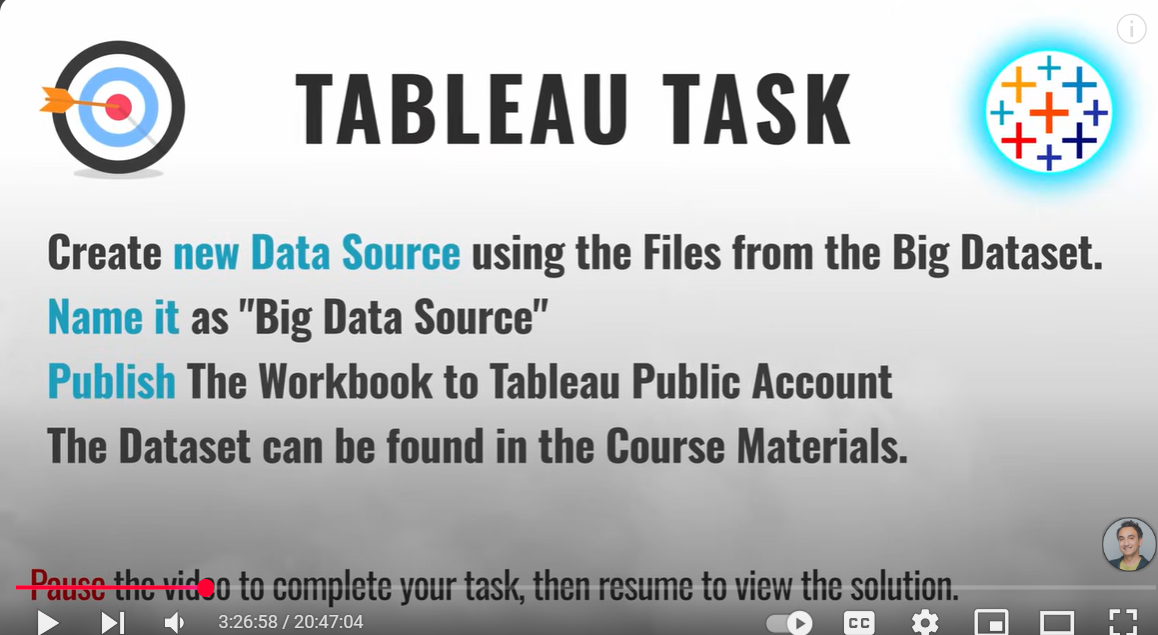 TABLEAU TASK
Create new Data Source using the Files from the Big Dataset.
Name it as "Big Data Source"
Publish The Workbook to Tableau Public Account
The Dataset can be found in the Course Materials.
Pause the video to complete your task, then resume to view the solution.
3:26:58 / 20:47:04
CC